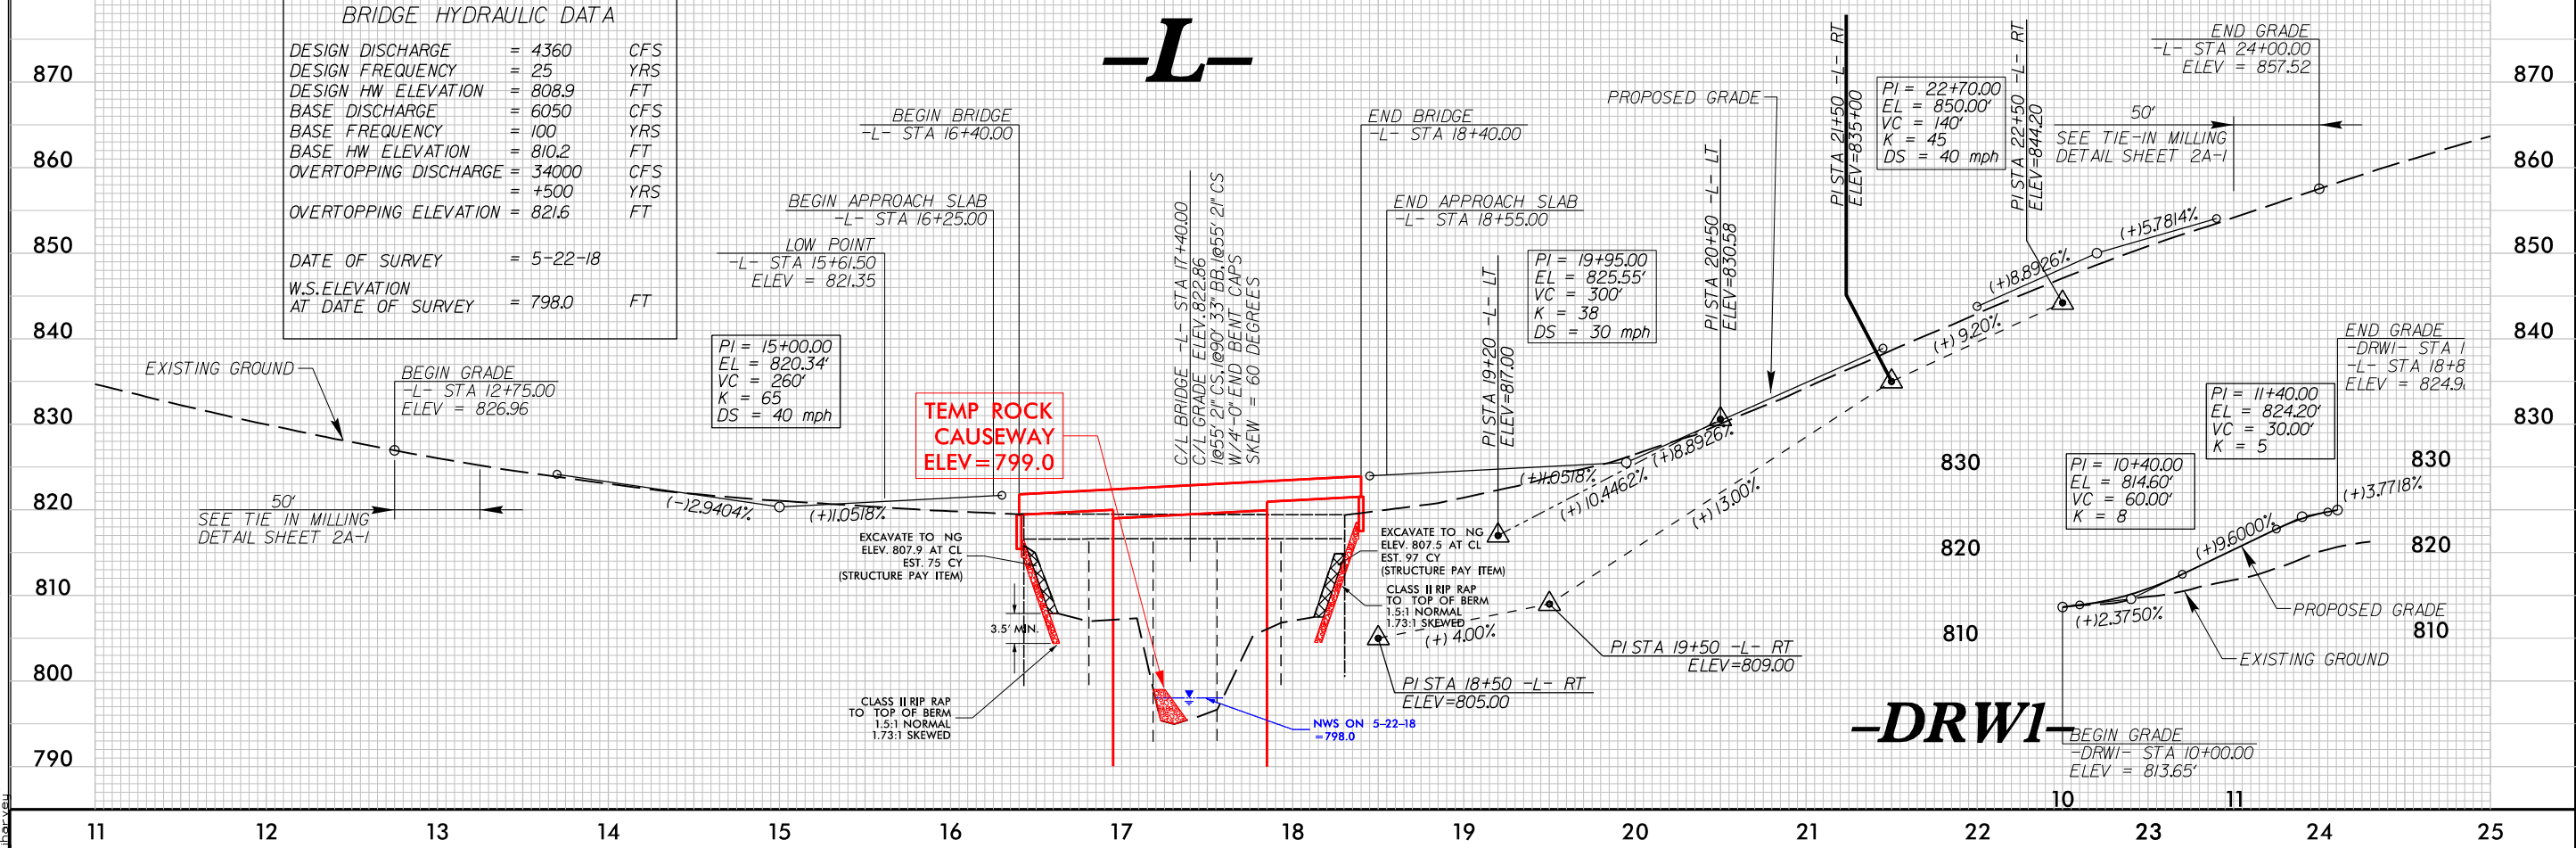 BRIDGE HYDRAULIC DATA
DESIGN DISCHARGE = 4360 CFS
DESIGN FREQUENCY = 25 YRS
DESIGN HW ELEVATION = 808.9 FT
BASE DISCHARGE = 6050 CFS
BASE FREQUENCY = 100 YRS
BASE HW ELEVATION = 810.2 FT
OVERTOPPING DISCHARGE = 34000 CFS
= +500 YRS
OVERTOPPING ELEVATION = 821.6 FT
DATE OF SURVEY = 5-22-18
W.S.ELEVATION
AT DATE OF SURVEY = 798.0 FT
-L-
870
860
850
840
830
820
810
800
790
EXISTING GROUND
BEGIN GRADE
-L- STA 12+75.00
ELEV = 826.96
50'
SEE TIE IN MILLING
DETAIL SHEET 2A-1
PI = 15+00.00
EL = 820.34'
VC = 260'
K = 65
DS = 40 mph
(-)2.9404%
(+)1.0518%
LOW POINT
-L- STA 15+61.50
ELEV = 821.35
BEGIN APPROACH SLAB
-L- STA 16+25.00
BEGIN BRIDGE
-L- STA 16+40.00
TEMP ROCK
CAUSEWAY
ELEV=799.0
C/L BRIDGE -L- STA 17+40.00
C/L GRADE ELEV.822.86
1@55' 21" CS,1@90' 33" BB,1@55' 21" CS
W/4'-0" END BENT CAPS
SKEW = 60 DEGREES
END BRIDGE
-L- STA 18+40.00
END APPROACH SLAB
-L- STA 18+55.00
EXCAVATE TO NG
ELEV. 807.9 AT CL
EST. 75 CY
(STRUCTURE PAY ITEM)
3.5' MIN.
CLASS II RIP RAP
TO TOP OF BERM
1.5:1 NORMAL
1.73:1 SKEWED
EXCAVATE TO NG
ELEV. 807.5 AT CL
EST. 97 CY
(STRUCTURE PAY ITEM)
CLASS II RIP RAP
TO TOP OF BERM
1.5:1 NORMAL
1.73:1 SKEWED
NWS ON 5-22-18
=798.0
PI STA 18+50 -L- RT
ELEV=805.00
(+) 4.00%
PI STA 19+50 -L- RT
ELEV=809.00
PI STA 19+20 -L- LT
ELEV=817.00
PI = 19+95.00
EL = 825.55'
VC = 300'
K = 38
DS = 30 mph
(+)1.0518%
(+) 10.4462%
(+)8.8926%
(+) 13.00%
PI STA 20+50 -L- LT
ELEV=830.58
PROPOSED GRADE
PI STA 21+50 -L- RT
ELEV=835+00
PI = 22+70.00
EL = 850.00'
VC = 140'
K = 45
DS = 40 mph
PI STA 22+50 -L- RT
ELEV=844.20
(+)8.8926%
(+) 9.20%
(+)5.7814%
50'
SEE TIE-IN MILLING
DETAIL SHEET 2A-1
END GRADE
-L- STA 24+00.00
ELEV = 857.52
870
860
850
840
830
END GRADE
-DRW1- STA 1
-L- STA 18+8
ELEV = 824.9
PI = 11+40.00
EL = 824.20'
VC = 30.00'
K = 5
PI = 10+40.00
EL = 814.60'
VC = 60.00'
K = 8
830
820
810
830
820
810
(+)3.7718%
(+)9.6000%
(+)2.3750%
PROPOSED GRADE
EXISTING GROUND
-DRW1-
BEGIN GRADE
-DRW1- STA 10+00.00
ELEV = 813.65'
10 11
11 12 13 14 15 16 17 18 19 20 21 22 23 24 25